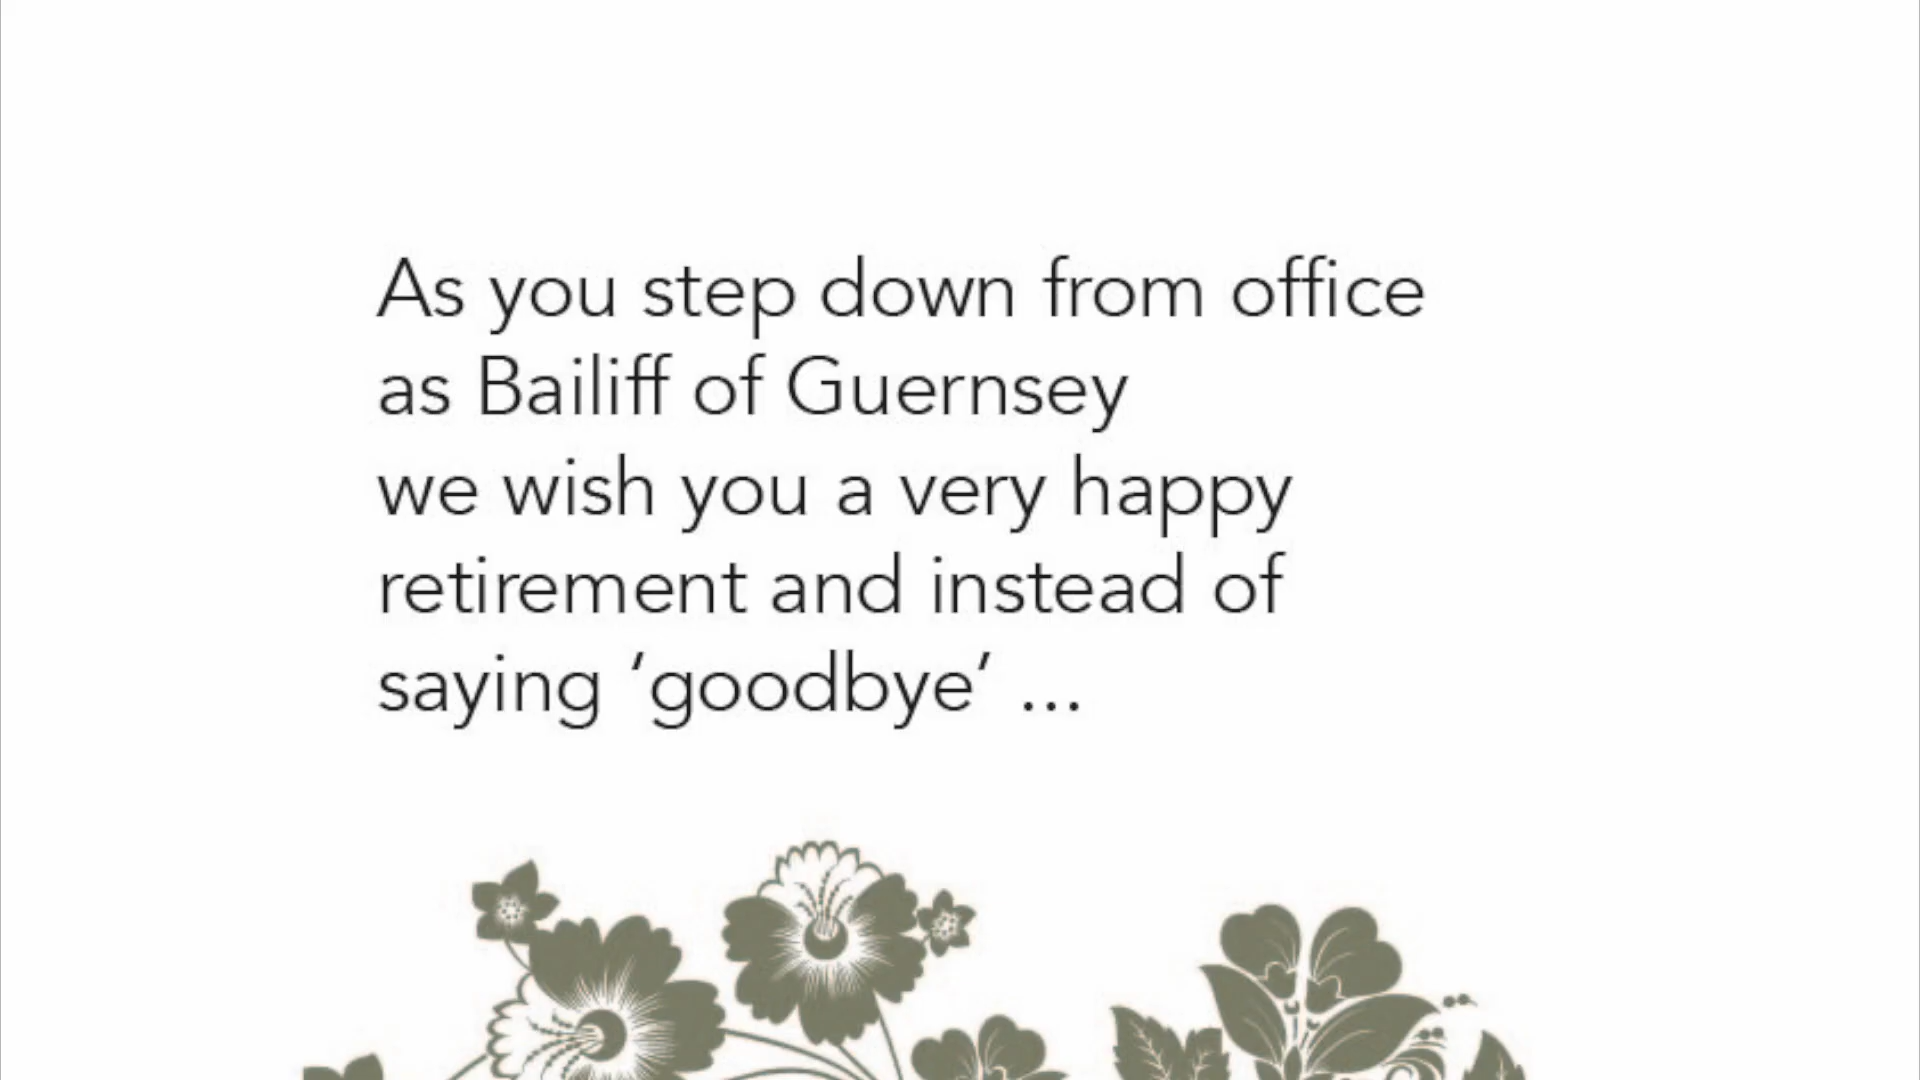 As you step down from office
as Bailiff of Guernsey
we wish you a very happy
retirement and instead of
saying ‘goodbye’ ...